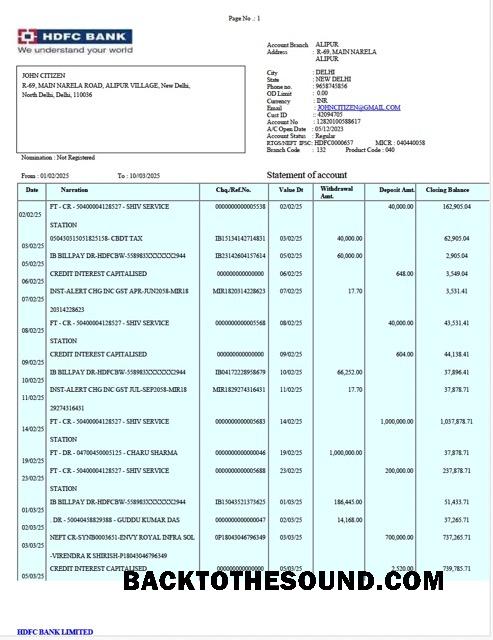 Page No .: 1
HDFC BANK
We understand your world
Account Branch : ALIPUR
Address : R-69, MAIN NARELA
ALIPUR
City : DELHI
State : NEW DELHI
Phone no. : 9658745856
OD Limit : 0.00
Currency : INR
Email : JOHNCITIZEN@GMAIL.COM
Cust ID : 42094705
Account No : 12820100588617
A/C Open Date : 05/12/2023
Account Status : Regular
RTGS/NEFT IFSC: HDFC0000657 MICR : 040440058
Branch Code : 132 Product Code : 040
JOHN CITIZEN
R-69, MAIN NARELA ROAD, ALIPUR VILLAGE, New Delhi,
North Delhi, Delhi, 110036
Nomination : Not Registered
From : 01/02/2025 To : 10/03/2025 Statement of account
Date Narration Chq./Ref.No. Value Dt Withdrawal Amt. Deposit Amt. Closing Balance
02/02/25 FT - CR - 50400004128527 - SHIV SERVICE 0000000000005538 02/02/25 40,000.00 162,905.04
STATION
03/02/25 050450315051825158- CBDT TAX IB15134142714831 03/02/25 40,000.00 62,905.04
05/02/25 IB BILLPAY DR-HDFCBW-558983XXXXXX2944 IB23142604157614 05/02/25 60,000.00 2,905.04
06/02/25 CREDIT INTEREST CAPITALISED 000000000000000 06/02/25 648.00 3,549.04
07/02/25 INST-ALERT CHG INC GST APR-JUN2058-MIR18 MIR1820314228623 07/02/25 17.70 3,531.41
20314228623
08/02/25 FT - CR - 50400004128527 - SHIV SERVICE 0000000000005568 08/02/25 40,000.00 43,531.41
STATION
09/02/25 CREDIT INTEREST CAPITALISED 000000000000000 09/02/25 604.00 44,138.41
10/02/25 IB BILLPAY DR-HDFCBW-558983XXXXXX2944 IB04172228958679 10/02/25 66,252.00 37,896.41
11/02/25 INST-ALERT CHG INC GST JUL-SEP2058-MIR18 MIR1829274316431 11/02/25 17.70 37,878.71
29274316431
14/02/25 FT - CR - 50400004128527 - SHIV SERVICE 0000000000005683 14/02/25 1,000,000.00 1,037,878.71
STATION
19/02/25 FT - DR - 04700450005125 - CHARU SHARMA 0000000000000046 19/02/25 1,000,000.00 37,878.71
23/02/25 FT - CR - 50400004128527 - SHIV SERVICE 0000000000005688 23/02/25 200,000.00 237,878.71
STATION
01/03/25 IB BILLPAY DR-HDFCBW-558983XXXXXX2944 IB15043521373625 01/03/25 186,445.00 51,433.71
02/03/25 . DR - 50040458829388 - GUDDU KUMAR DAS 0000000000000047 02/03/25 14,168.00 37,265.71
03/03/25 NEFT CR-SYNB0003651-ENVY ROYAL INFRA SOL 0P18043046796349 03/03/25 700,000.00 737,265.71
-VIRENDRA K SHIRISH-P18043046796349
05/03/25 CREDIT INTEREST CAPITALISED 000000000000000 05/03/25 2,520.00 739,785.71
BACKTOTHESOUND.COM
HDFC BANK LIMITED